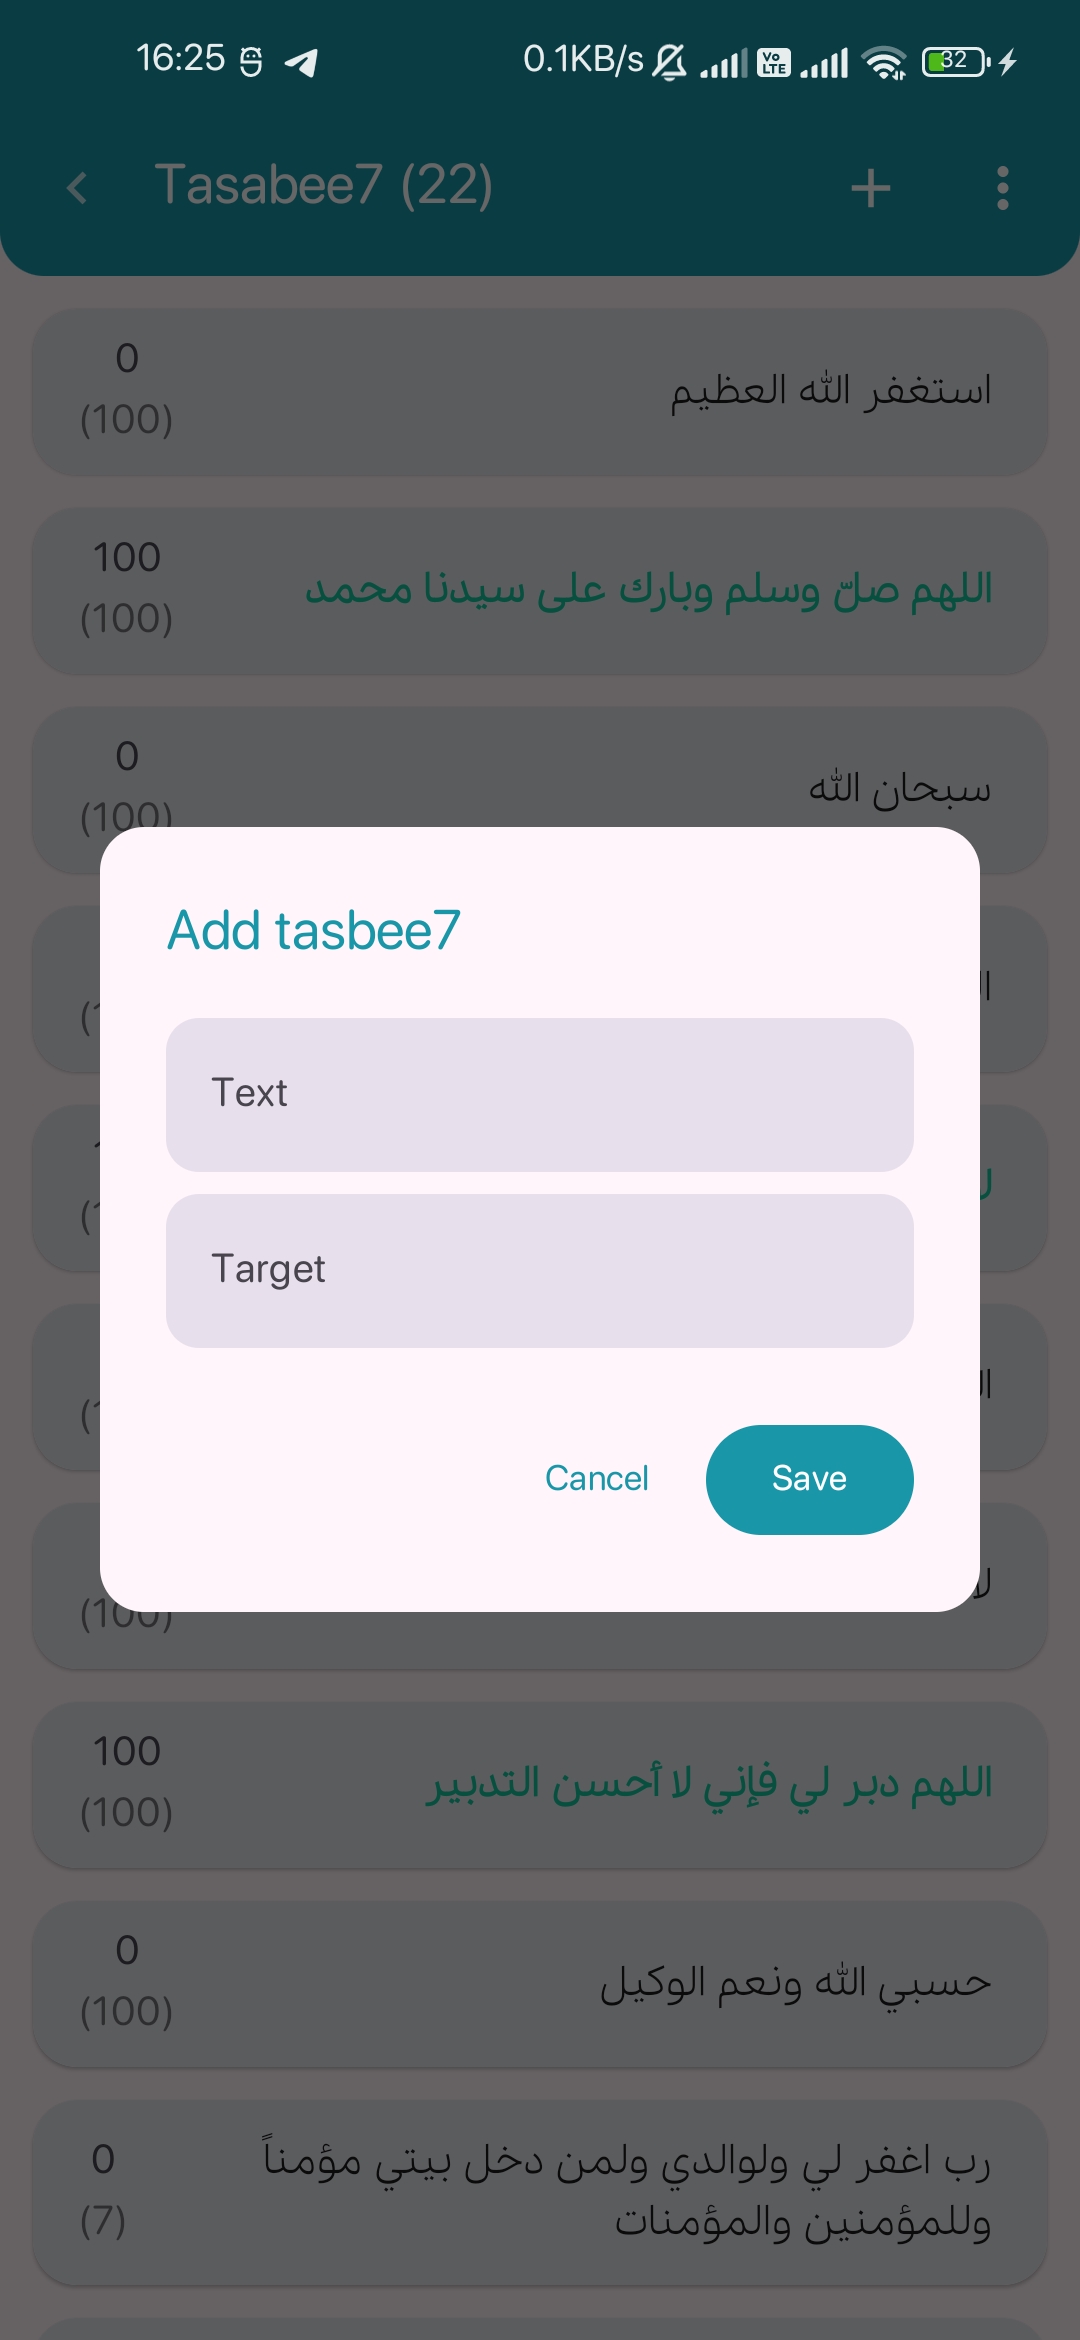 16:25 0.1KB/s Vo LTE 32
Tasabee7 (22)
0
(100)
استغفر الله العظيم
100
(100)
اللهم صلّ وسلم وبارك على سيدنا محمد
0
(100)
سبحان الله
Add tasbee7
Text
Target
Cancel
Save
(100)
100
(100)
اللهم دبر لي فإني لا أحسن التدبير
0
(100)
حسبي الله ونعم الوكيل
0
(7)
رب اغفر لي ولوالدي ولمن دخل بيتي مؤمناً
وللمؤمنين والمؤمنات